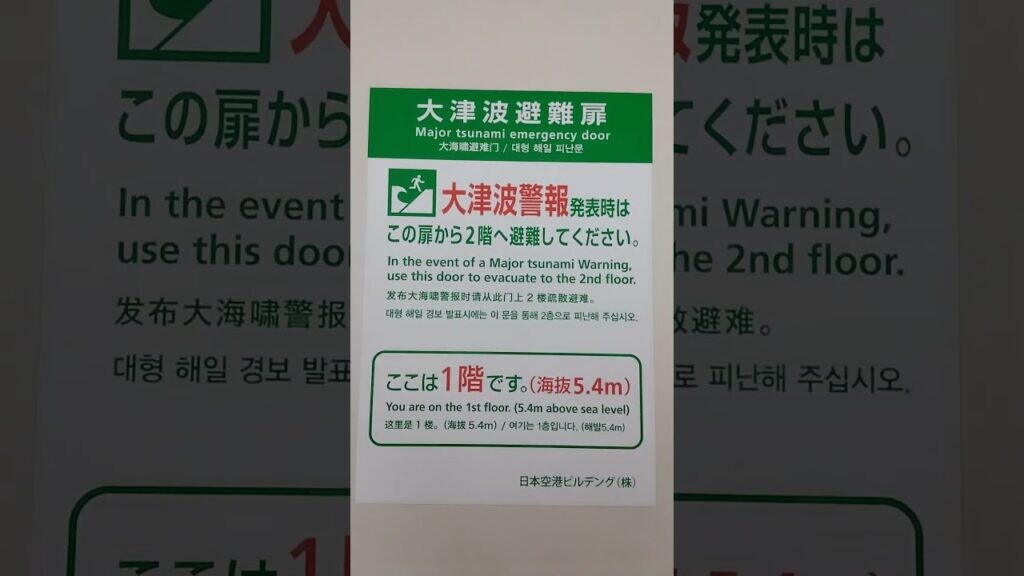 大津波避難扉
Major tsunami emergency door
大海啸避难门 / 대형 해일 피난문
大津波警報発表時は
この扉から2階へ避難してください。
In the event of a Major tsunami Warning,
use this door to evacuate to the 2nd floor.
发布大海啸警报时请从此门上 2 楼疏散避难。
대형 해일 경보 발표시에는 이 문을 통해 2층으로 피난해 주십시오.
ここは1階です。(海抜5.4m)
You are on the 1st floor. (5.4m above sea level)
这里是 1 楼。(海拔 5.4m) / 여기는 1층입니다. (해발5.4m)
日本空港ビルデング(株)